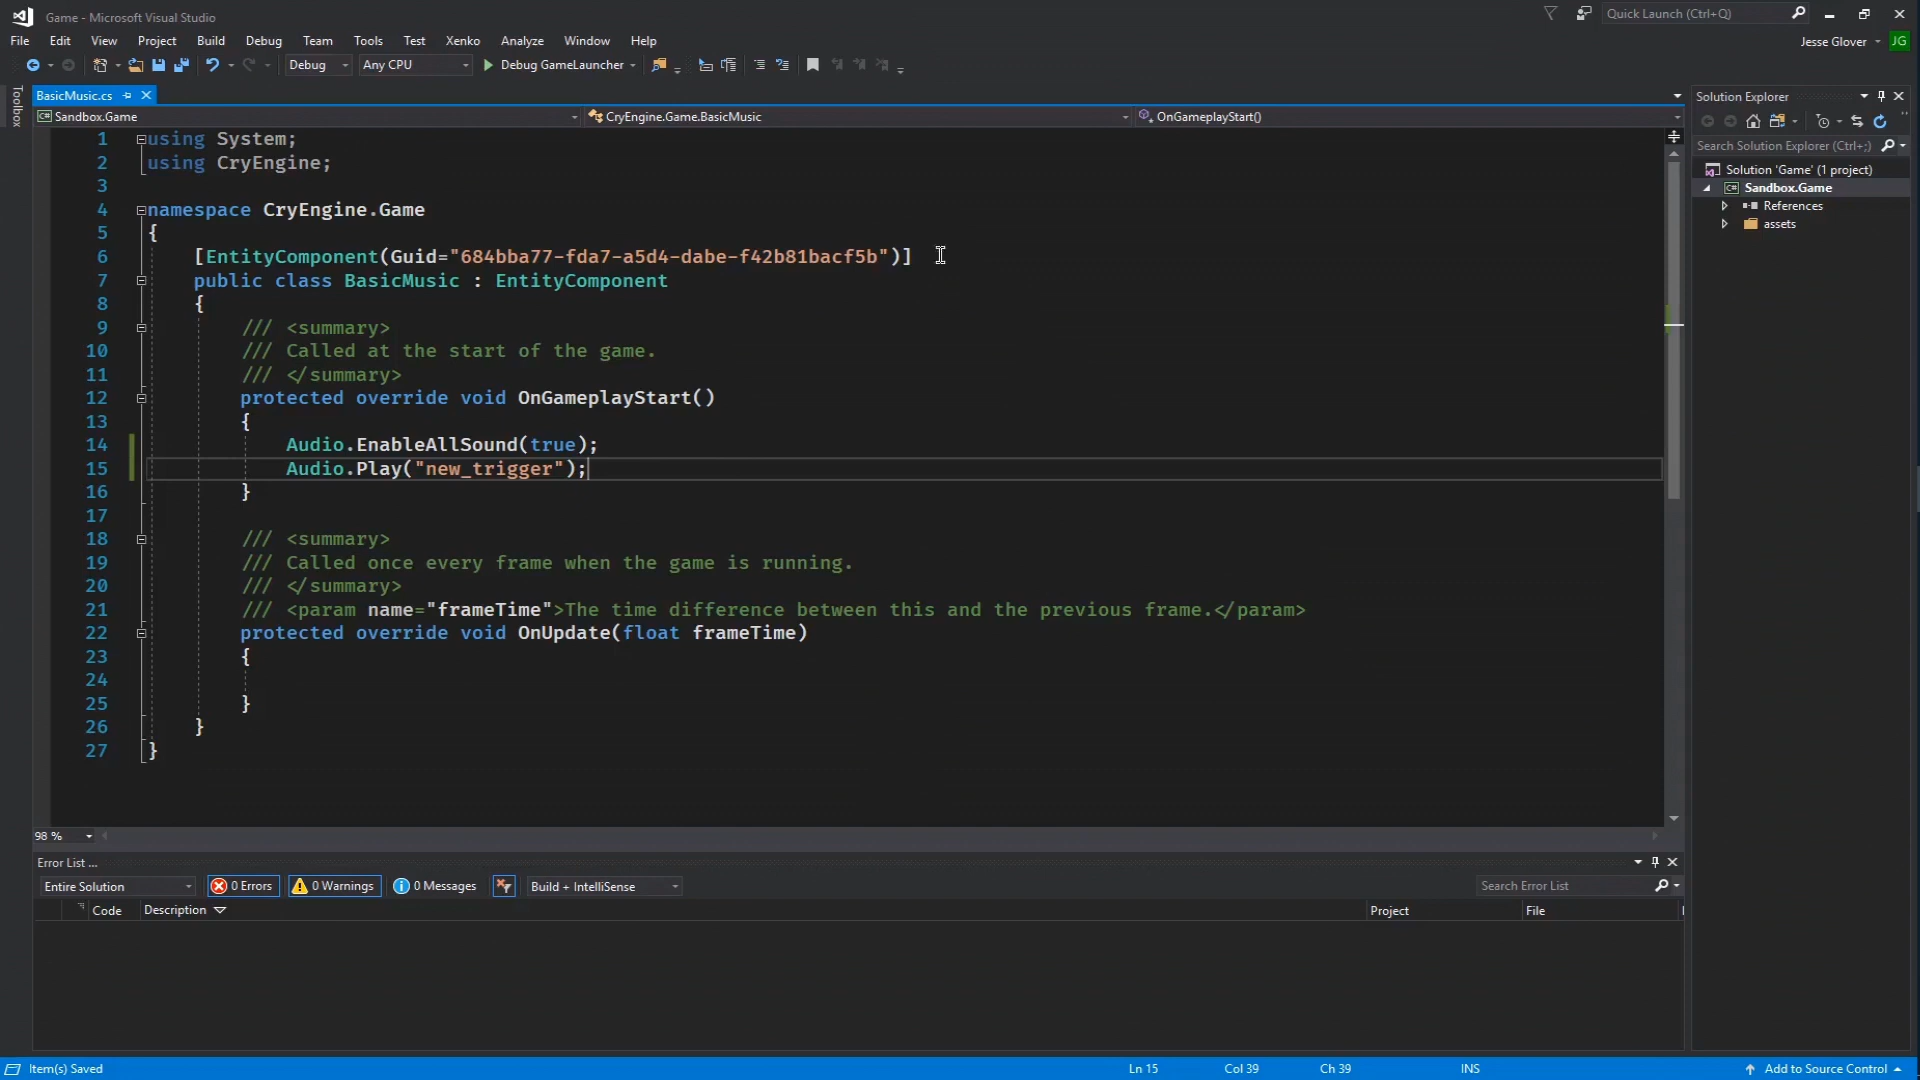 Game - Microsoft Visual Studio
Quick Launch (Ctrl+Q)
File Edit View Project Build Debug Team Tools Test Xenko Analyze Window Help
Jesse Glover JG
Debug Any CPU Debug GameLauncher
Toolbox
BasicMusic.cs
Sandbox.Game CryEngine.Game.BasicMusic OnGameplayStart()
1 using System;
2 using CryEngine;
3
4 namespace CryEngine.Game
5 {
6 [EntityComponent(Guid="684bba77-fda7-a5d4-dabe-f42b81bacf5b")]
7 public class BasicMusic : EntityComponent
8 {
9 /// <summary>
10 /// Called at the start of the game.
11 /// </summary>
12 protected override void OnGameplayStart()
13 {
14 Audio.EnableAllSound(true);
15 Audio.Play("new_trigger");
16 }
17
18 /// <summary>
19 /// Called once every frame when the game is running.
20 /// </summary>
21 /// <param name="frameTime">The time difference between this and the previous frame.</param>
22 protected override void OnUpdate(float frameTime)
23 {
24
25 }
26 }
27 }
98 %
Solution Explorer
Search Solution Explorer (Ctrl+;)
Solution 'Game' (1 project)
C# Sandbox.Game
References
assets
Error List ...
Entire Solution 0 Errors 0 Warnings 0 Messages Build + IntelliSense Search Error List
Code Description Project File
Item(s) Saved Ln 15 Col 39 Ch 39 INS Add to Source Control